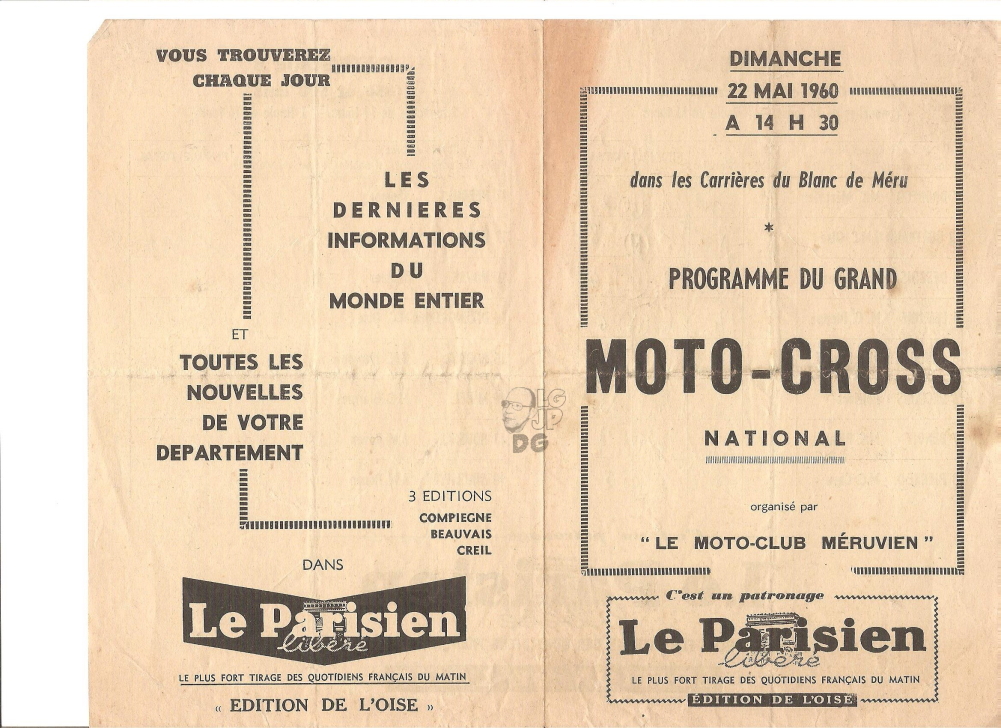 VOUS TROUVEREZ
CHAQUE JOUR
LES
DERNIERES
INFORMATIONS
DU
MONDE ENTIER
ET
TOUTES LES
NOUVELLES
DE VOTRE
DEPARTEMENT
3 EDITIONS
COMPIEGNE
BEAUVAIS
CREIL
DANS
Le Parisien
libéré
LE PLUS FORT TIRAGE DES QUOTIDIENS FRANÇAIS DU MATIN
« EDITION DE L'OISE »
DIMANCHE
22 MAI 1960
A 14 H 30
dans les Carrières du Blanc de Méru
*
PROGRAMME DU GRAND
MOTO-CROSS
NATIONAL
organisé par
“ LE MOTO-CLUB MÉRUVIEN ”
C'est un patronage
Le Parisien
libéré
LE PLUS FORT TIRAGE DES QUOTIDIENS FRANÇAIS DU MATIN
ÉDITION DE L'OISE
LG
JP
DG